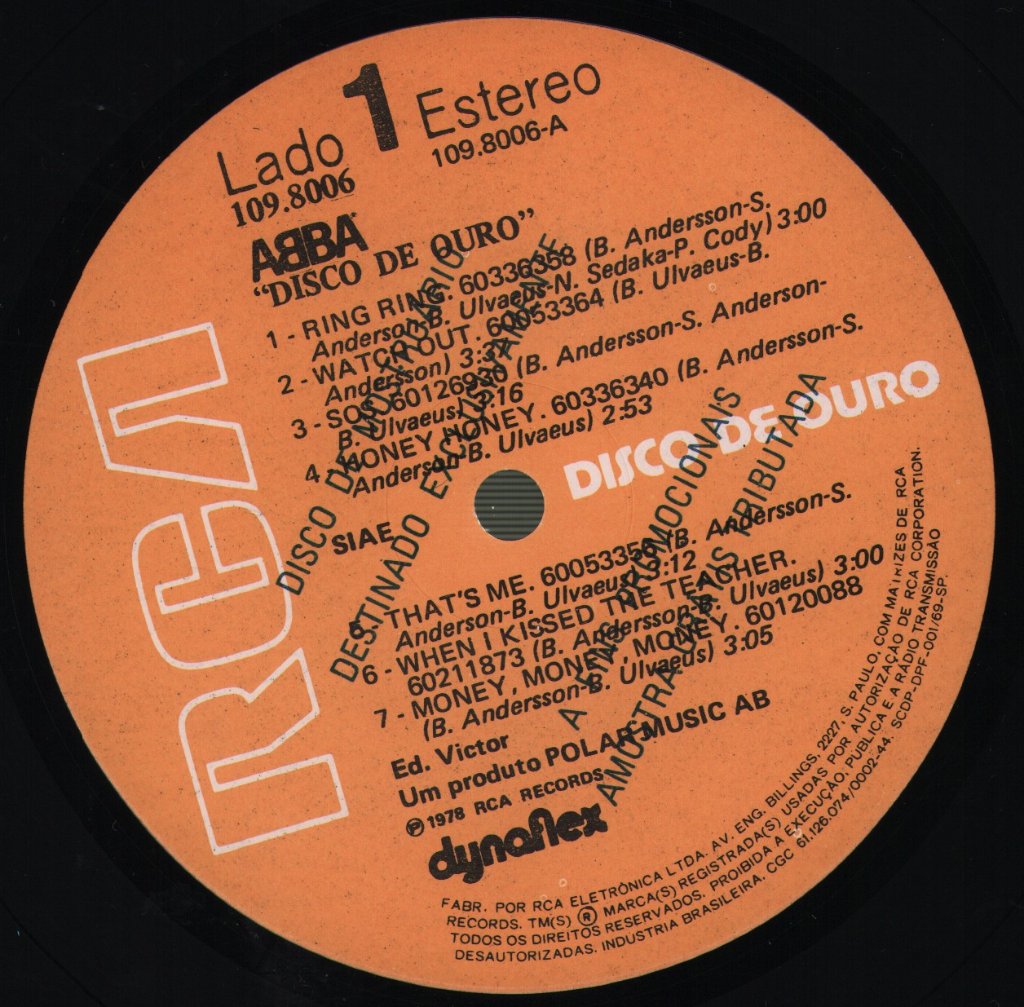 Lado 1 Estereo
109.8006 109.8006-A
ABBA
"DISCO DE OURO"
1 - RING RING. 60336358 (B. Andersson-S.
Anderson-B. Ulvaeus-N. Sedaka-P. Cody) 3:00
2 - WATCH OUT. 60053364 (B. Ulvaeus-B.
Andersson)
3 - SOS. (B. Andersson-S. Anderson-
B. Ulvaeus)
4 - HONEY, HONEY. 60336340 (B. Andersson-S.
Anderson-B. Ulvaeus) 2:53
DISCO DE OURO
SIAE
THAT'S ME. (B. Andersson-S.
Anderson-B. Ulvaeus) 3:12
6 - WHEN I KISSED THE TEACHER.
60211873 (B. Andersson-B. Ulvaeus) 3:00
7 - MONEY, MONEY, MONEY. 60120088
(B. Andersson-B. Ulvaeus) 3:05
Ed. Victor
Um produto POLAR MUSIC AB
℗ 1978 RCA RECORDS
dynaflex
RCA
DISCO DE MOSTRUÁRIO
DESTINADO EXCLUSIVAMENTE
A FINS PROMOCIONAIS
AMOSTRA GRÁTIS TRIBUTADA
FABR. POR RCA ELETRÔNICA LTDA. AV. ENG. BILLINGS, 2227, S. PAULO, COM MATRIZES DE RCA
RECORDS. TM(S) ® MARCA(S) REGISTRADA(S) USADAS POR AUTORIZAÇÃO DE RCA CORPORATION.
TODOS OS DIREITOS RESERVADOS. PROIBIDA A EXECUÇÃO, PÚBLICA E A RÁDIO TRANSMISSÃO
DESAUTORIZADAS. INDUSTRIA BRASILEIRA. CGC 61.126.074/0002-44. SCDP-DPF-001/69-SP.